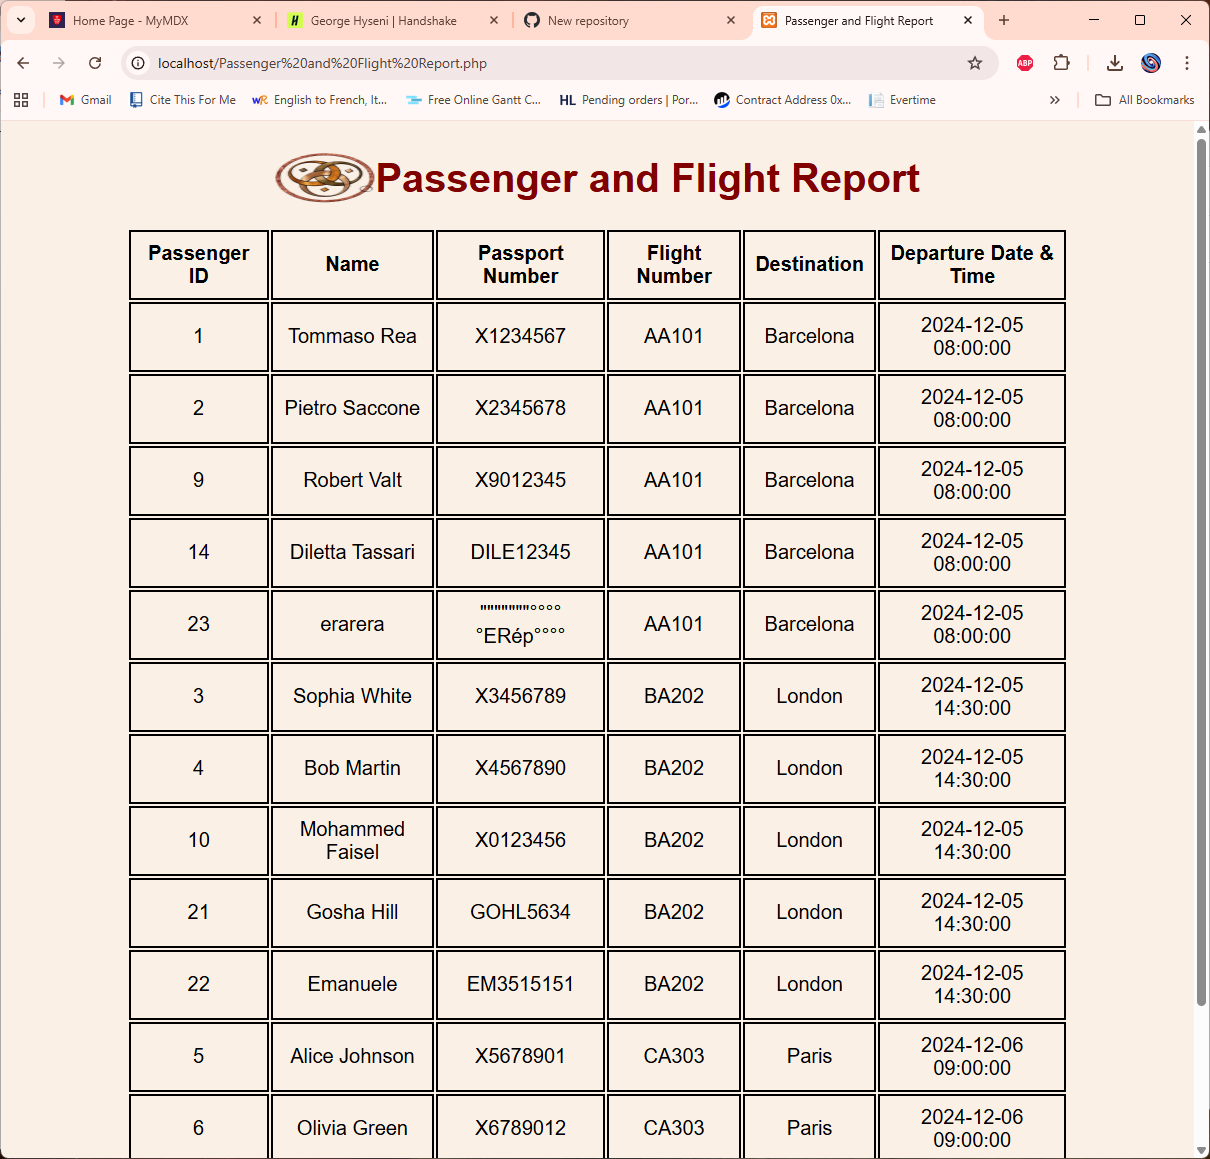 Home Page - MyMDX
George Hyseni | Handshake
New repository
Passenger and Flight Report
localhost/Passenger%20and%20Flight%20Report.php
ABP
Gmail
Cite This For Me
English to French, It...
Free Online Gantt C...
HL Pending orders | Por...
Contract Address 0x...
Evertime
All Bookmarks
Passenger and Flight Report
Passenger
ID
Name
Passport
Number
Flight
Number
Destination
Departure Date &
Time
1
Tommaso Rea
X1234567
AA101
Barcelona
2024-12-05
08:00:00
2
Pietro Saccone
X2345678
AA101
Barcelona
2024-12-05
08:00:00
9
Robert Valt
X9012345
AA101
Barcelona
2024-12-05
08:00:00
14
Diletta Tassari
DILE12345
AA101
Barcelona
2024-12-05
08:00:00
23
erarera
"""""""°°°°
°ERép°°°°
AA101
Barcelona
2024-12-05
08:00:00
3
Sophia White
X3456789
BA202
London
2024-12-05
14:30:00
4
Bob Martin
X4567890
BA202
London
2024-12-05
14:30:00
10
Mohammed
Faisel
X0123456
BA202
London
2024-12-05
14:30:00
21
Gosha Hill
GOHL5634
BA202
London
2024-12-05
14:30:00
22
Emanuele
EM3515151
BA202
London
2024-12-05
14:30:00
5
Alice Johnson
X5678901
CA303
Paris
2024-12-06
09:00:00
6
Olivia Green
X6789012
CA303
Paris
2024-12-06
09:00:00